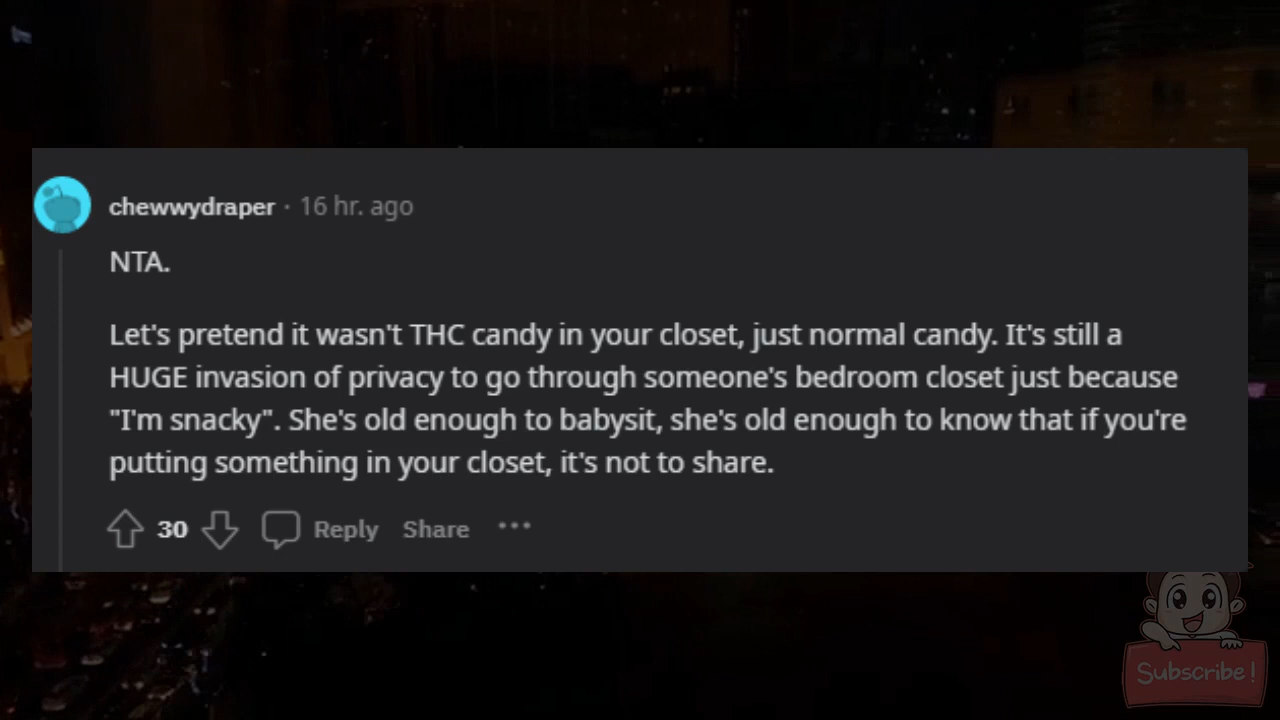 chewwydraper · 16 hr. ago
NTA.
Let's pretend it wasn't THC candy in your closet, just normal candy. It's still a
HUGE invasion of privacy to go through someone's bedroom closet just because
"I'm snacky". She's old enough to babysit, she's old enough to know that if you're
putting something in your closet, it's not to share.
30 Reply Share ···
Subscribe!